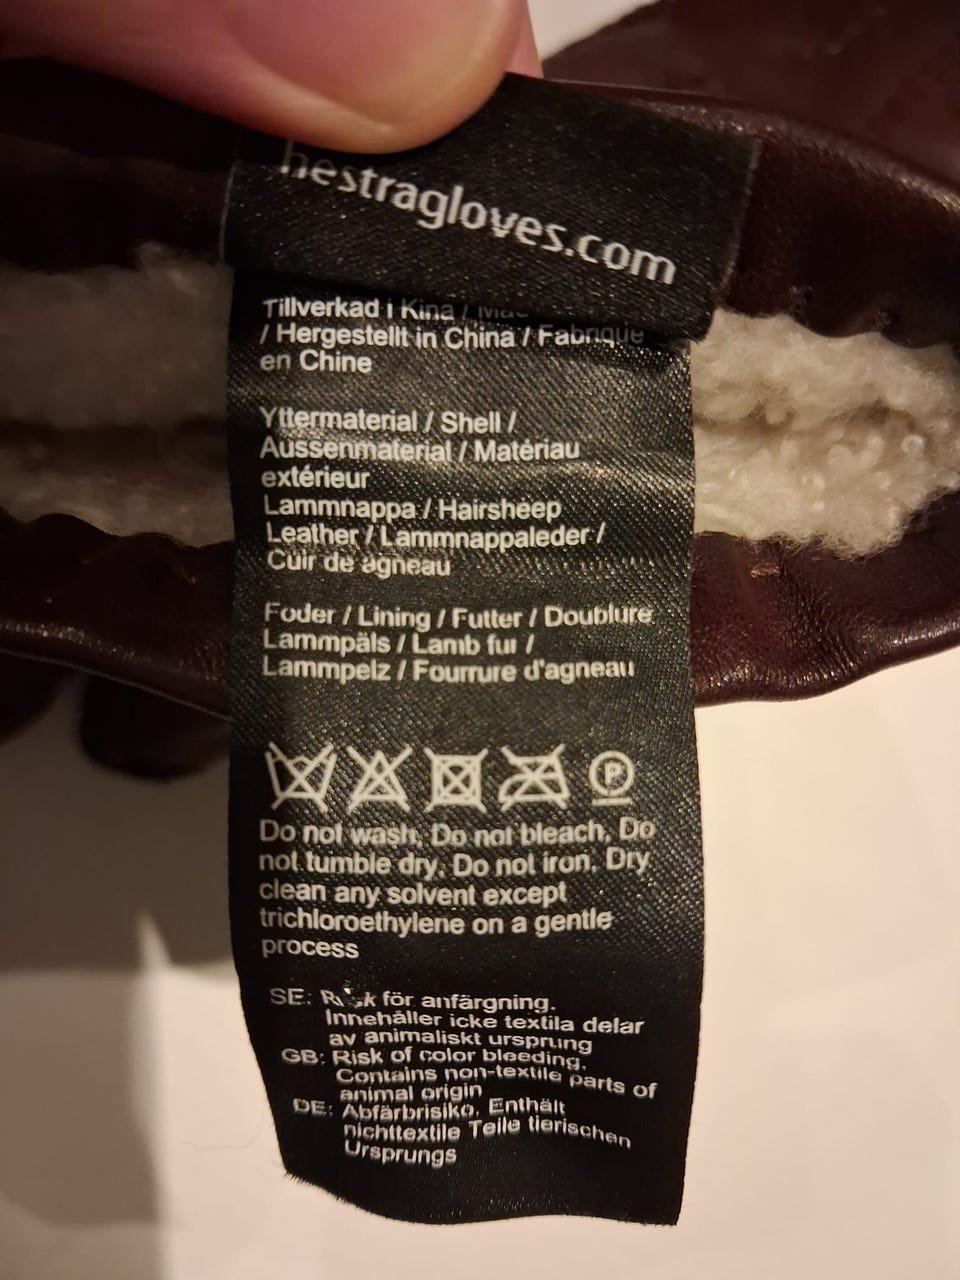 hestragloves.com
Tillverkad i Kina /
/ Hergestellt in China / Fabriqué
en Chine
Yttermaterial / Shell /
Aussenmaterial / Matériau
extérieur
Lammnappa / Hairsheep
Leather / Lammnappaleder /
Cuir de agneau
Foder / Lining / Futter / Doublure
Lammpäls / Lamb fur /
Lammpelz / Fourrure d'agneau
P
Do not wash, Do not bleach, Do
not tumble dry, Do not iron, Dry
clean any solvent except
trichloroethylene on a gentle
process
SE: Risk för anfärgning.
Innehåller icke textila delar
av animaliskt ursprung
GB: Risk of color bleeding.
Contains non-textile parts of
animal origin
DE: Abfärbrisiko, Enthält
nichttextile Teile tierischen
Ursprungs